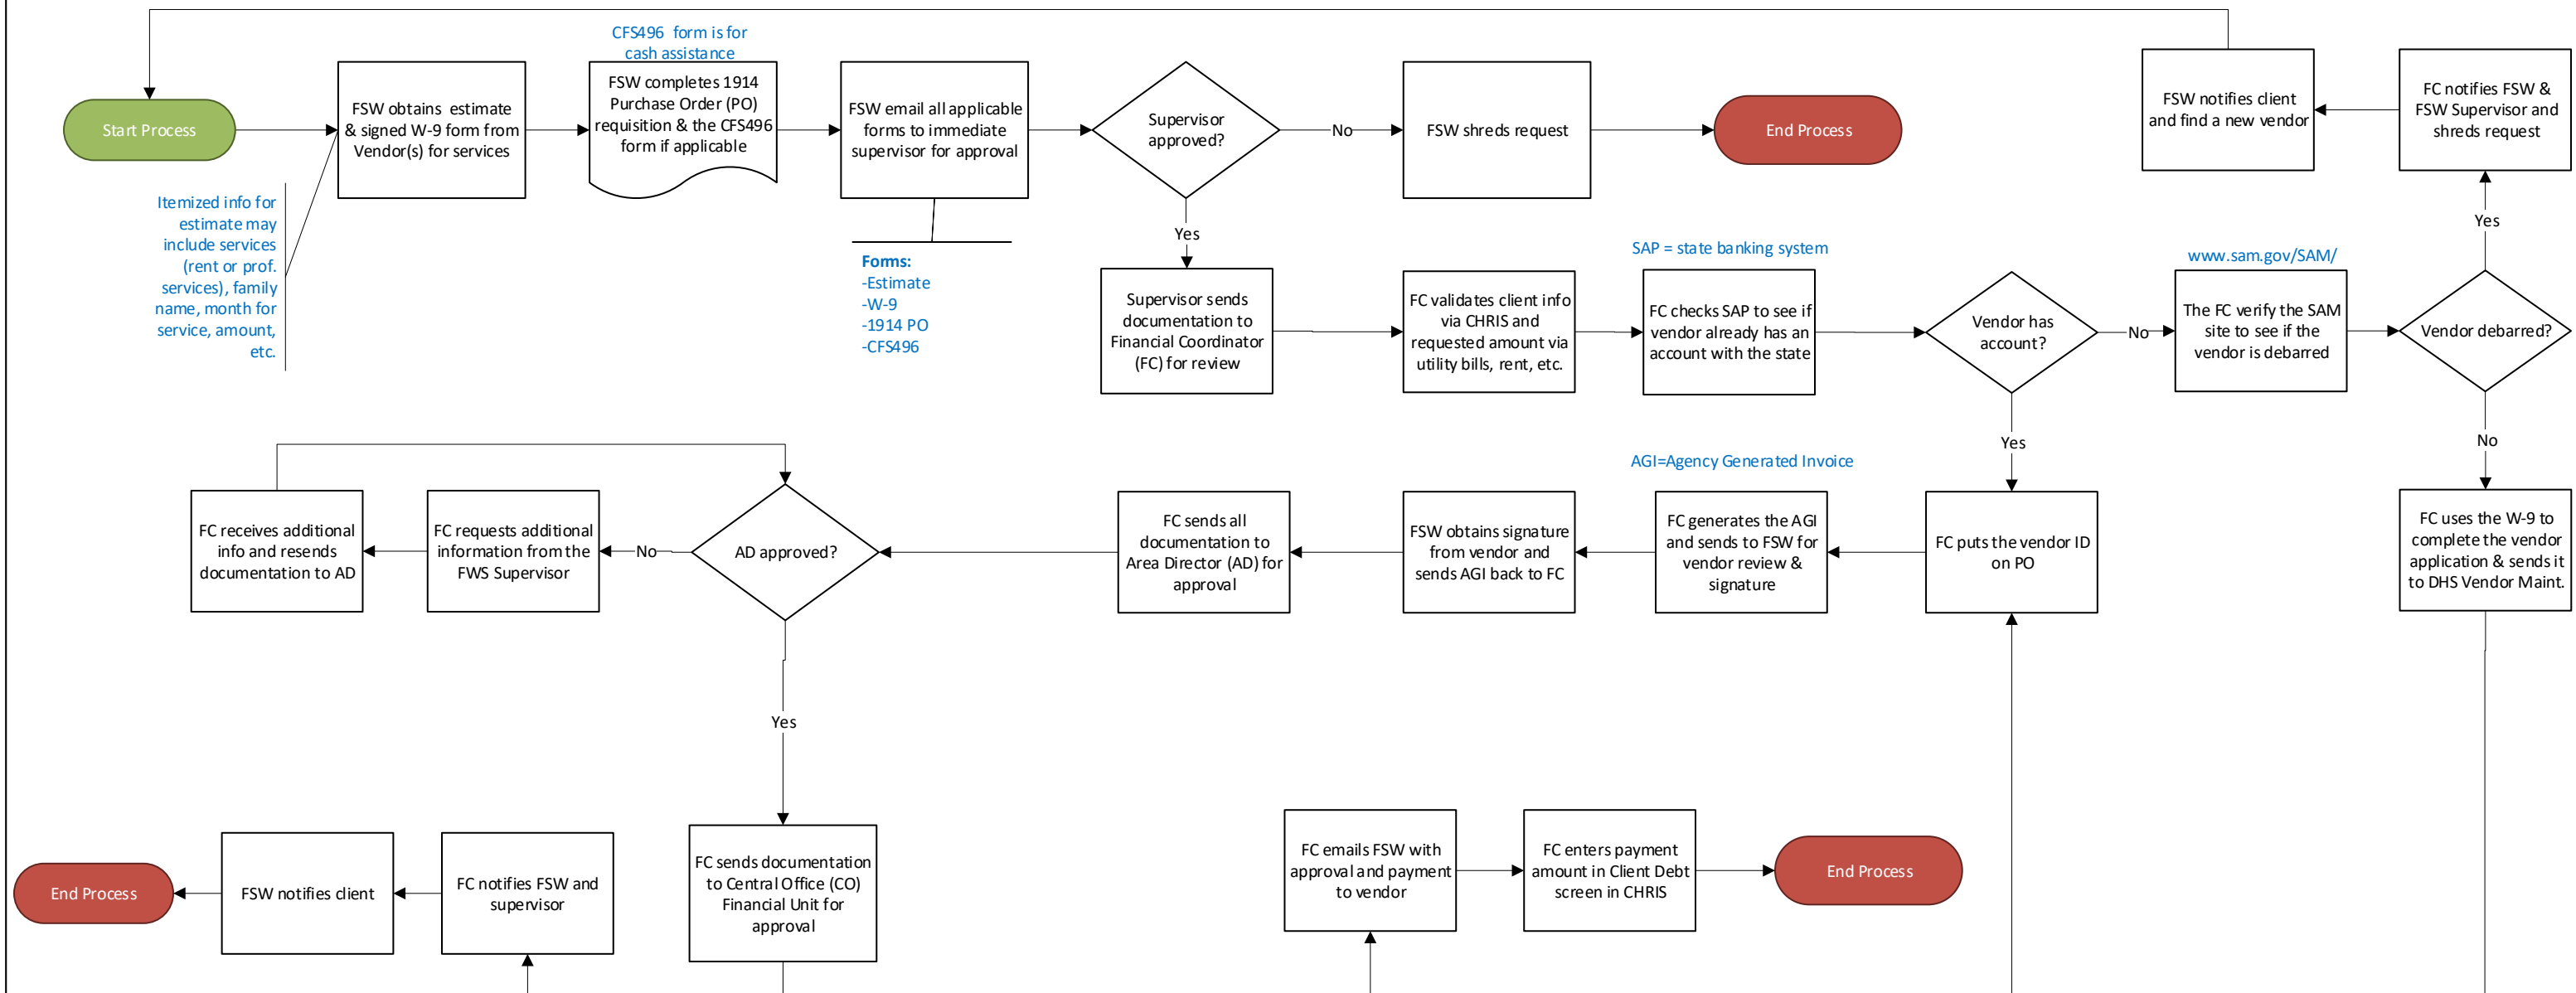 CFS496 form is for
cash assistance
Start Process
FSW obtains estimate
& signed W-9 form from
Vendor(s) for services
FSW completes 1914
Purchase Order (PO)
requisition & the CFS496
form if applicable
FSW email all applicable
forms to immediate
supervisor for approval
Supervisor
approved?
No
FSW shreds request
End Process
FSW notifies client
and find a new vendor
FC notifies FSW &
FSW Supervisor and
shreds request
Itemized info for
estimate may
include services
(rent or prof.
services), family
name, month for
service, amount,
etc.
Forms:
-Estimate
-W-9
-1914 PO
-CFS496
Yes
Supervisor sends
documentation to
Financial Coordinator
(FC) for review
FC validates client info
via CHRIS and
requested amount via
utility bills, rent, etc.
SAP = state banking system
FC checks SAP to see if
vendor already has an
account with the state
Vendor has
account?
No
www.sam.gov/SAM/
The FC verify the SAM
site to see if the
vendor is debarred
Yes
Vendor debarred?
No
Yes
FC receives additional
info and resends
documentation to AD
FC requests additional
information from the
FWS Supervisor
No
AD approved?
FC sends all
documentation to
Area Director (AD) for
approval
FSW obtains signature
from vendor and
sends AGI back to FC
AGI=Agency Generated Invoice
FC generates the AGI
and sends to FSW for
vendor review &
signature
FC puts the vendor ID
on PO
FC uses the W-9 to
complete the vendor
application & sends it
to DHS Vendor Maint.
Yes
End Process
FSW notifies client
FC notifies FSW and
supervisor
FC sends documentation
to Central Office (CO)
Financial Unit for
approval
FC emails FSW with
approval and payment
to vendor
FC enters payment
amount in Client Debt
screen in CHRIS
End Process